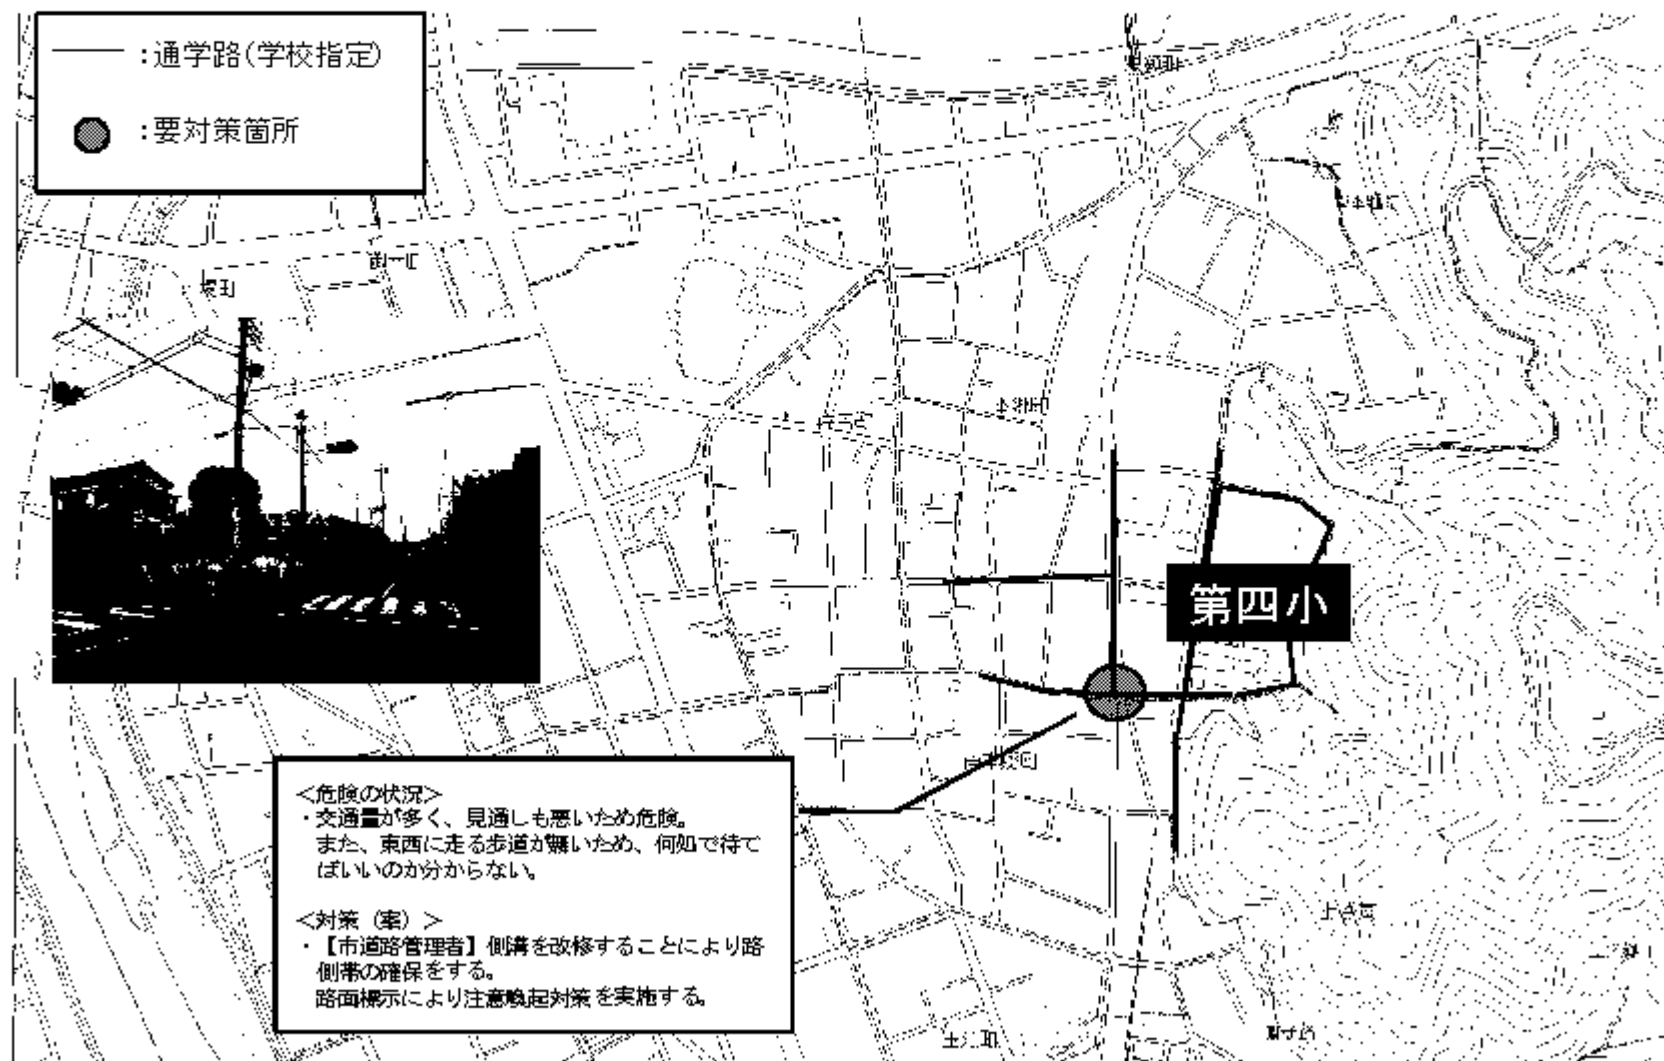 :通学路(学校指定)
:要対策箇所
第四小
<危険の状況>
・交通量が多く、見通しも悪いため危険。
また、東西に走る歩道が無いため、何処で待て
ばいいのか分からない。
<対策(案)>
・【市道路管理者】側溝を改修することにより路
側帯の確保をする。
路面標示により注意喚起対策を実施する。